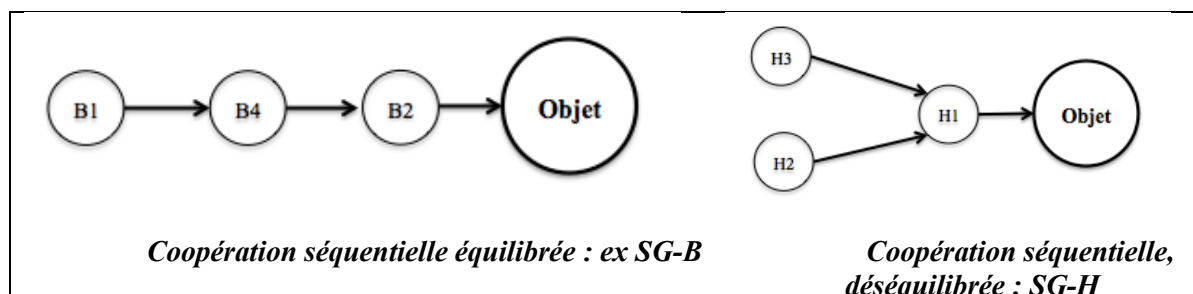 B1
B4
B2
Objet
H3
H2
H1
Objet
Coopération séquentielle équilibrée : ex SG-B
Coopération séquentielle,
déséquilibrée : SG-H